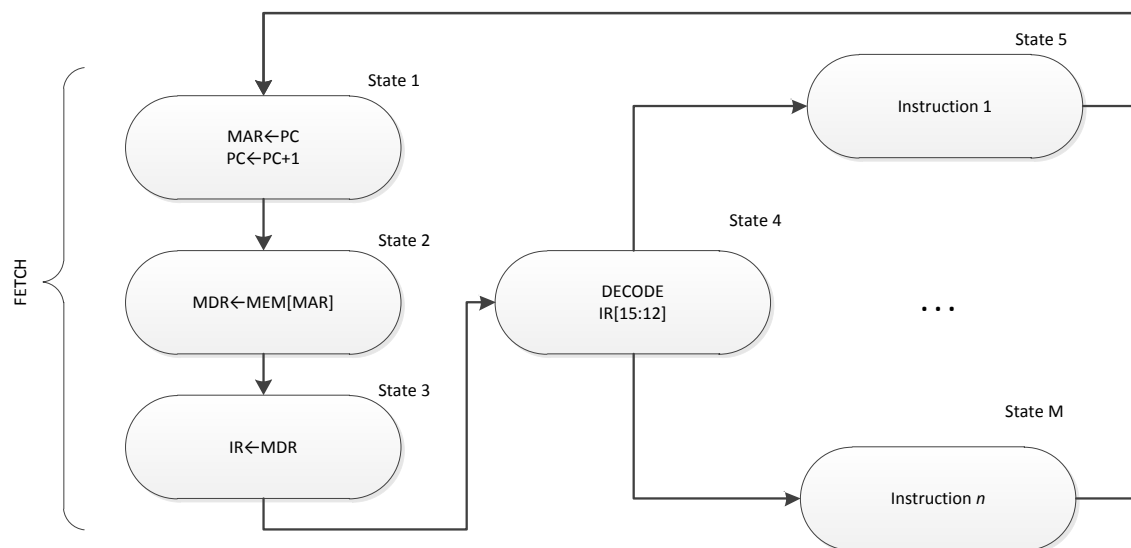 FETCH
State 1
MAR←PC
PC←PC+1
State 2
MDR←MEM[MAR]
State 3
IR←MDR
State 4
DECODE
IR[15:12]
State 5
Instruction 1
. . .
State M
Instruction n